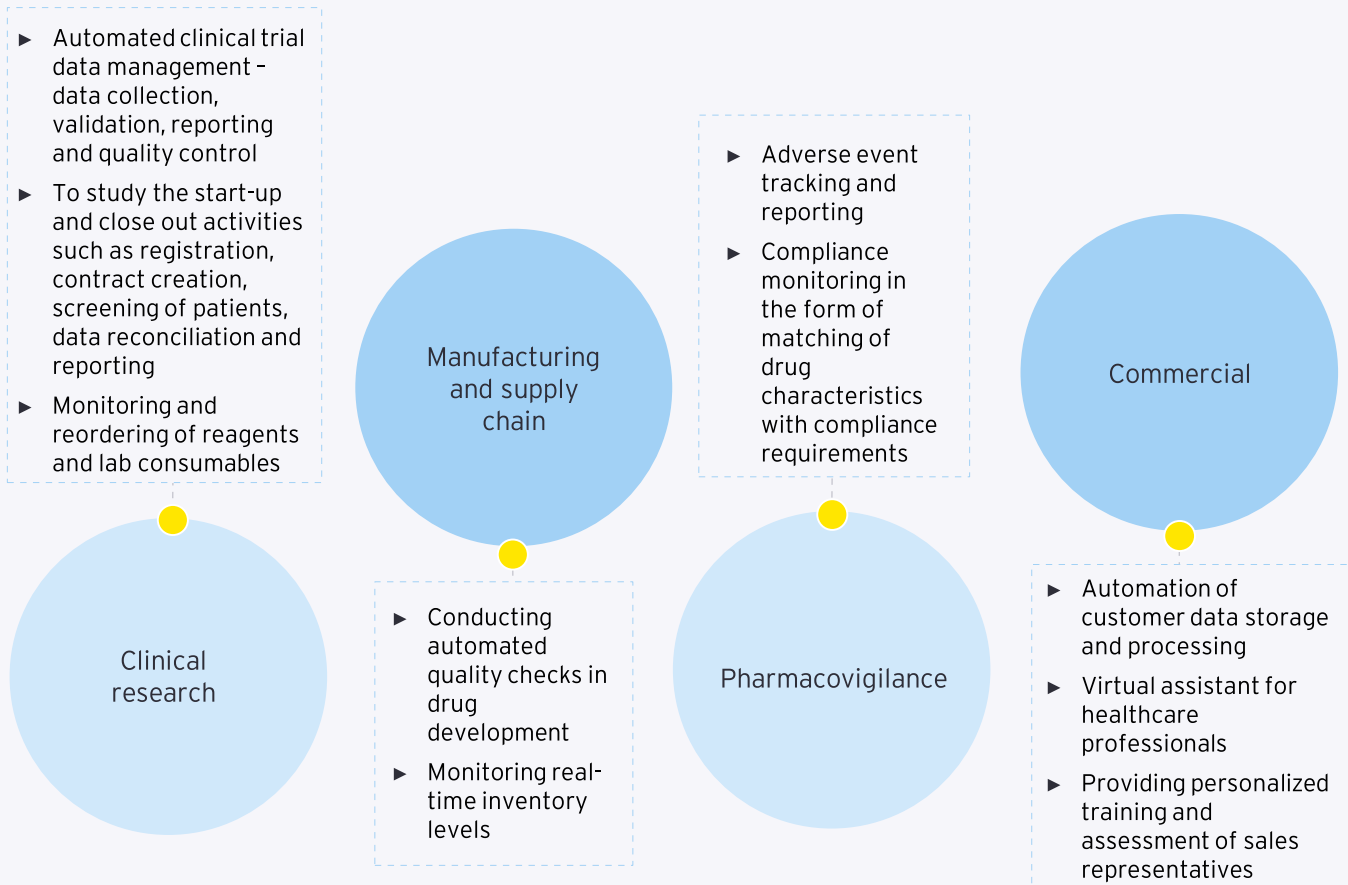 ► Automated clinical trial
data management –
data collection,
validation, reporting
and quality control
► To study the start-up
and close out activities
such as registration,
contract creation,
screening of patients,
data reconciliation and
reporting
► Monitoring and
reordering of reagents
and lab consumables
Clinical
research
Manufacturing
and supply
chain
► Conducting
automated
quality checks in
drug
development
► Monitoring real-
time inventory
levels
► Adverse event
tracking and
reporting
► Compliance
monitoring in
the form of
matching of
drug
characteristics
with compliance
requirements
Pharmacovigilance
Commercial
► Automation of
customer data storage
and processing
► Virtual assistant for
healthcare
professionals
► Providing personalized
training and
assessment of sales
representatives